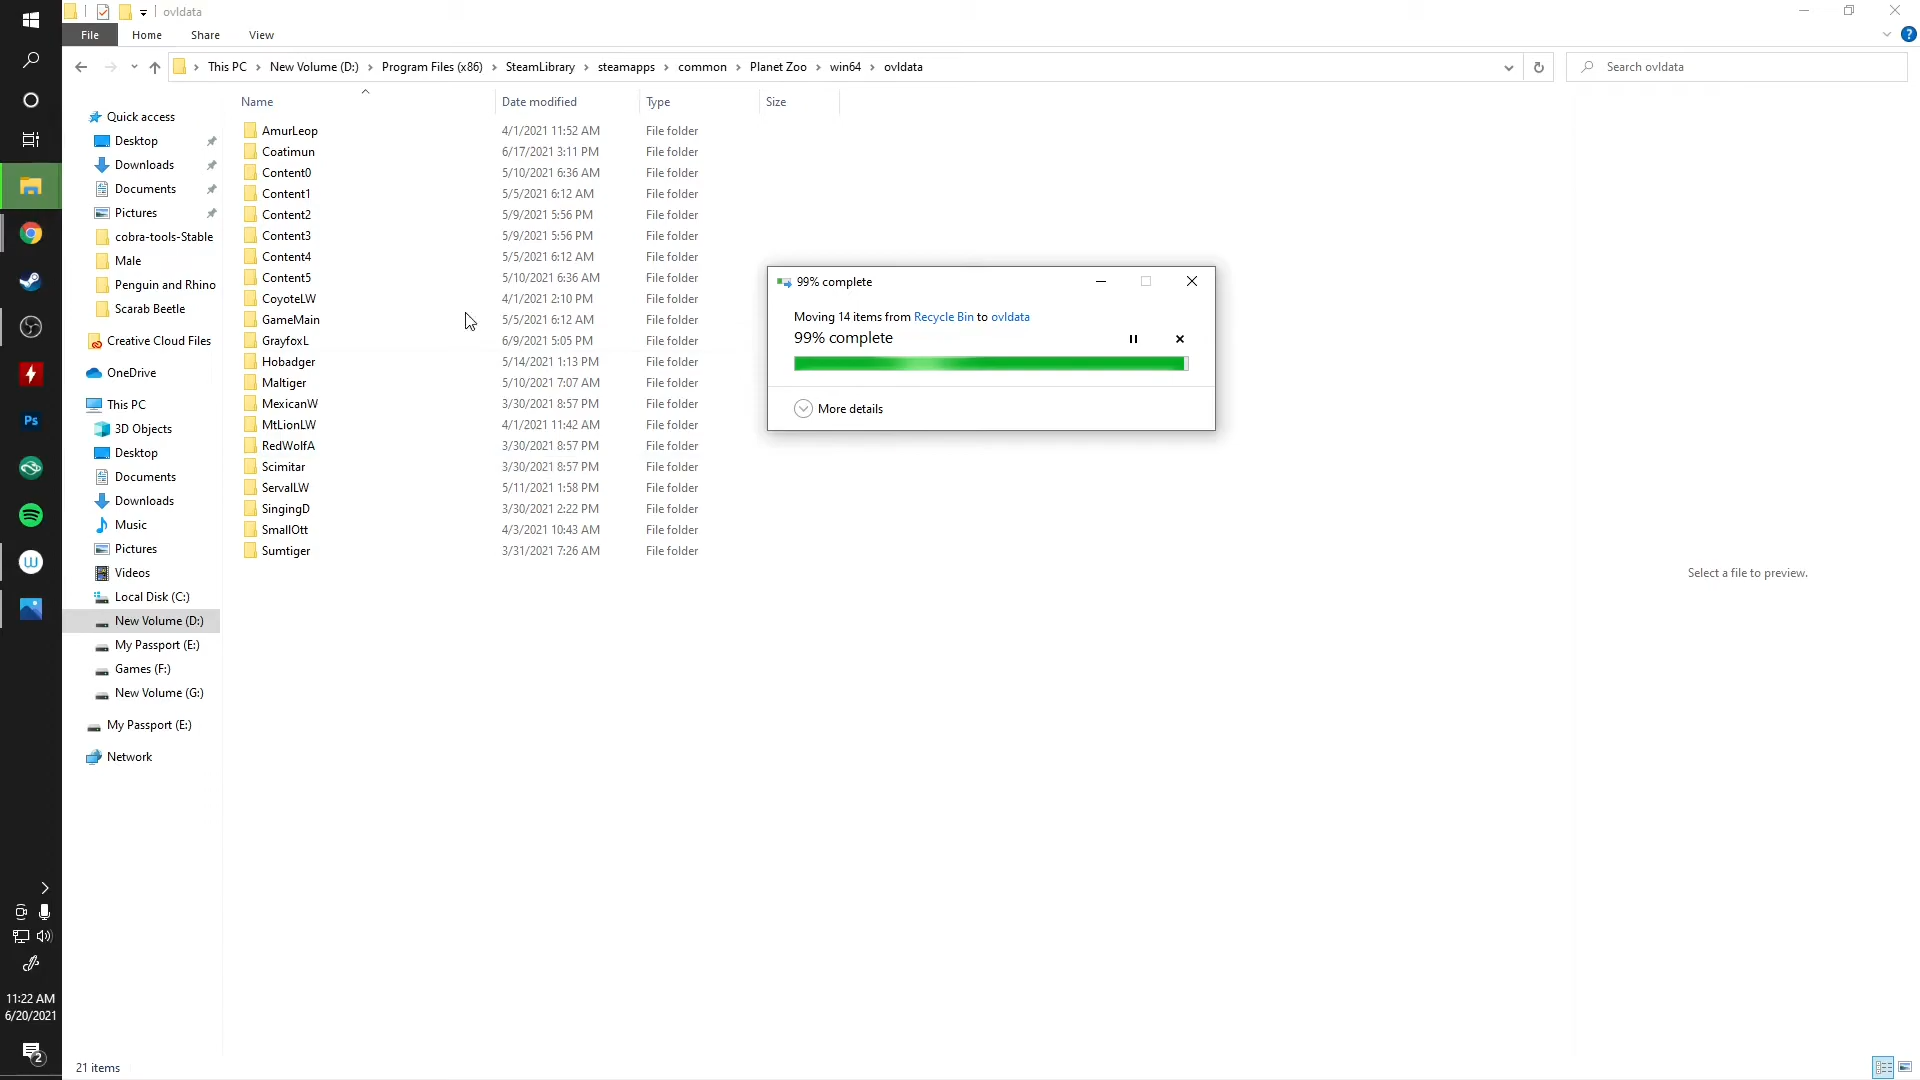 ovldata
File
Home
Share
View
This PC
New Volume (D:)
Program Files (x86)
SteamLibrary
steamapps
common
Planet Zoo
win64
ovldata
Search ovldata
Name
Date modified
Type
Size
Quick access
Desktop
Downloads
Documents
Pictures
cobra-tools-Stable
Male
Penguin and Rhino
Scarab Beetle
Creative Cloud Files
OneDrive
This PC
3D Objects
Desktop
Documents
Downloads
Music
Pictures
Videos
Local Disk (C:)
New Volume (D:)
My Passport (E:)
Games (F:)
New Volume (G:)
My Passport (E:)
Network
AmurLeop 4/1/2021 11:52 AM File folder
Coatimun 6/17/2021 3:11 PM File folder
Content0 5/10/2021 6:36 AM File folder
Content1 5/5/2021 6:12 AM File folder
Content2 5/9/2021 5:56 PM File folder
Content3 5/9/2021 5:56 PM File folder
Content4 5/5/2021 6:12 AM File folder
Content5 5/10/2021 6:36 AM File folder
CoyoteLW 4/1/2021 2:10 PM File folder
GameMain 5/5/2021 6:12 AM File folder
GrayfoxL 6/9/2021 5:05 PM File folder
Hobadger 5/14/2021 1:13 PM File folder
Maltiger 5/10/2021 7:07 AM File folder
MexicanW 3/30/2021 8:57 PM File folder
MtLionLW 4/1/2021 11:42 AM File folder
RedWolfA 3/30/2021 8:57 PM File folder
Scimitar 3/30/2021 8:57 PM File folder
ServalLW 5/11/2021 1:58 PM File folder
SingingD 3/30/2021 2:22 PM File folder
SmallOtt 4/3/2021 10:43 AM File folder
Sumtiger 3/31/2021 7:26 AM File folder
99% complete
Moving 14 items from Recycle Bin to ovldata
99% complete
More details
Select a file to preview.
Ps
11:22 AM
6/20/2021
2
21 items